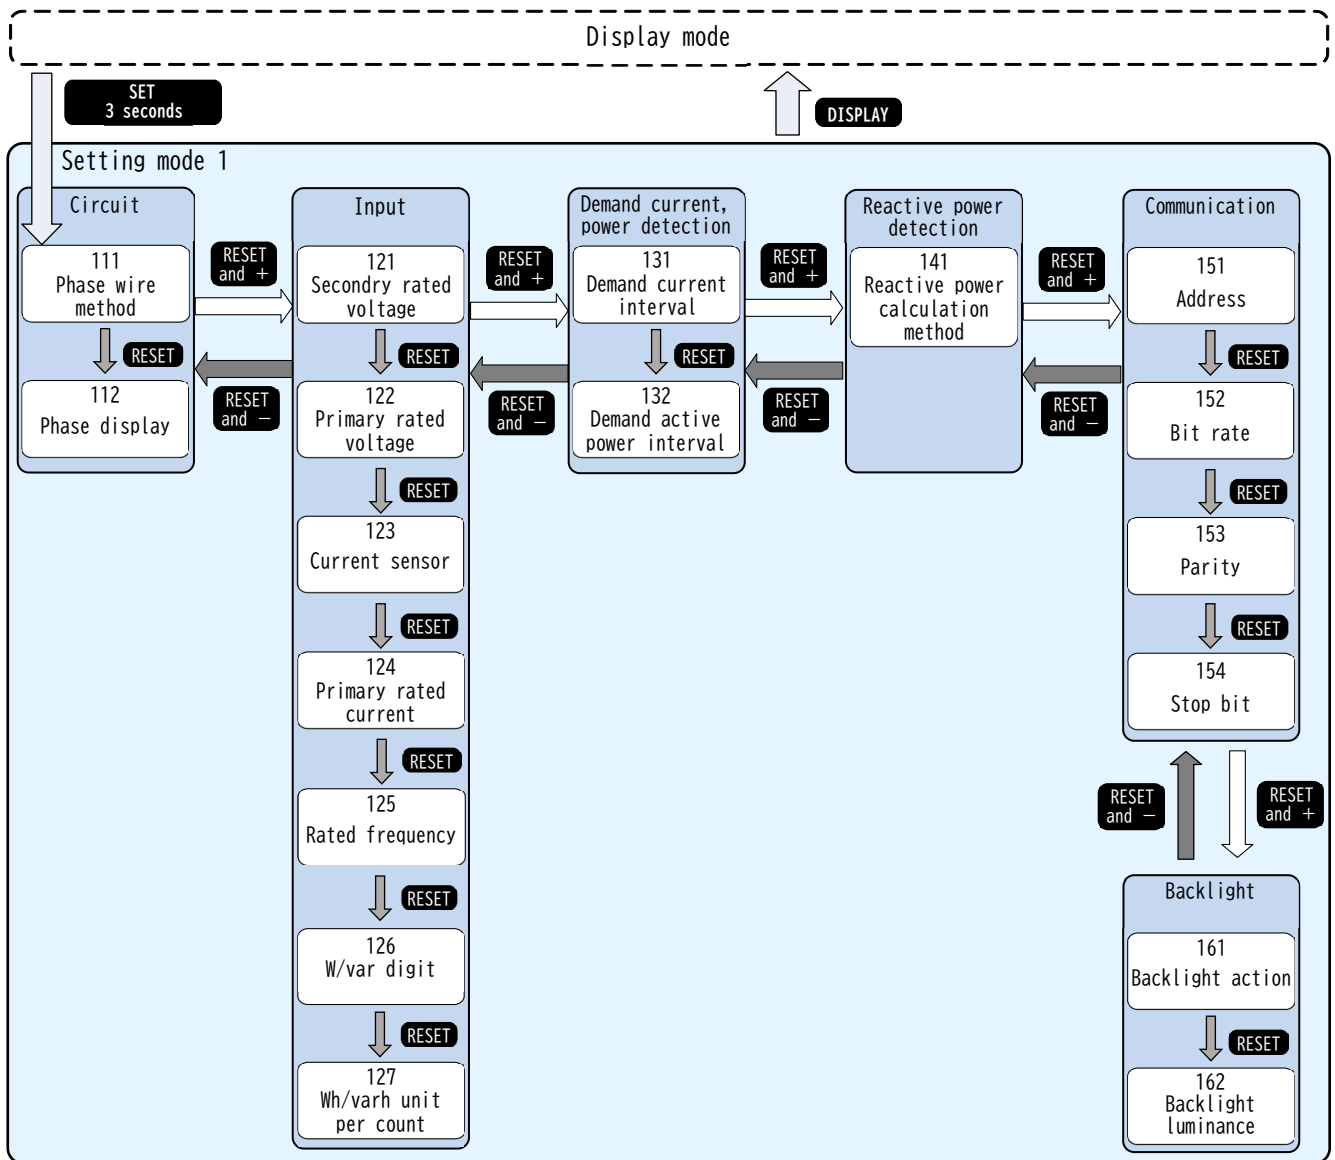 Display mode
SET
3 seconds
DISPLAY
Setting mode 1
Circuit
111
Phase wire
method
RESET
112
Phase display
RESET
and +
RESET
and −
Input
121
Secondry rated
voltage
RESET
122
Primary rated
voltage
RESET
123
Current sensor
RESET
124
Primary rated
current
RESET
125
Rated frequency
RESET
126
W/var digit
RESET
127
Wh/varh unit
per count
RESET
and +
RESET
and −
Demand current,
power detection
131
Demand current
interval
RESET
132
Demand active
power interval
RESET
and +
RESET
and −
Reactive power
detection
141
Reactive power
calculation
method
RESET
and +
RESET
and −
Communication
151
Address
RESET
152
Bit rate
RESET
153
Parity
RESET
154
Stop bit
RESET
and −
RESET
and +
Backlight
161
Backlight action
RESET
162
Backlight
luminance